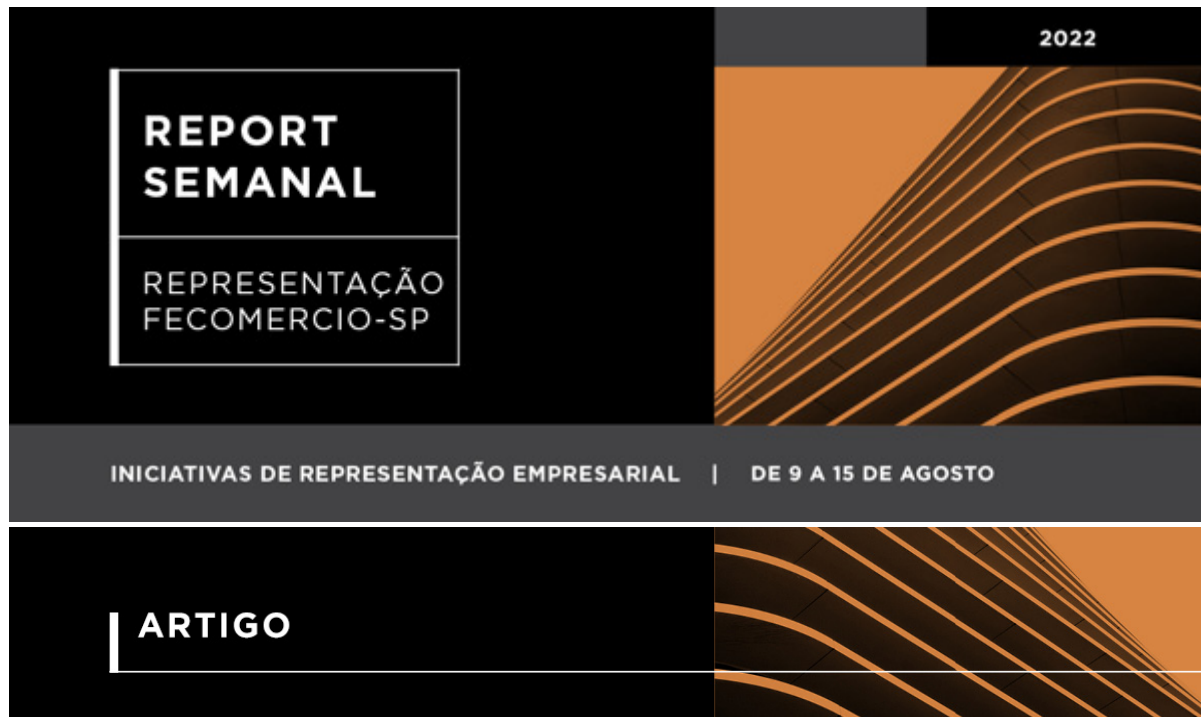 2022
REPORT
SEMANAL
REPRESENTAÇÃO
FECOMERCIO-SP
INICIATIVAS DE REPRESENTAÇÃO EMPRESARIAL | DE 9 A 15 DE AGOSTO
ARTIGO